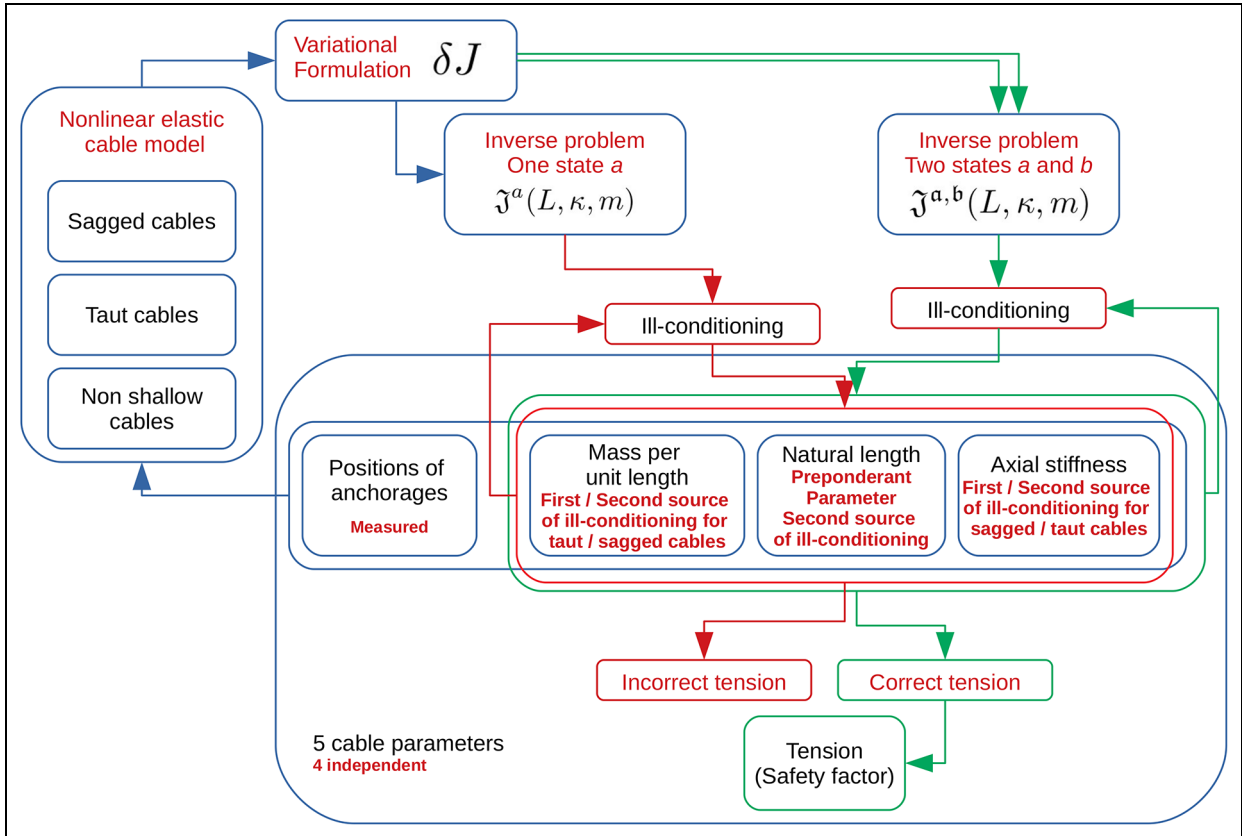 Variational
Formulation δJ
Nonlinear elastic
cable model
Sagged cables
Taut cables
Non shallow
cables
Inverse problem
One state a
𝔍ᵃ(L, κ, m)
Inverse problem
Two states a and b
𝔍^{𝔞,𝔟}(L, κ, m)
Ill-conditioning
Ill-conditioning
Positions of
anchorages
Measured
Mass per
unit length
First / Second source
of ill-conditioning for
taut / sagged cables
Natural length
Preponderant
Parameter
Second source
of ill-conditioning
Axial stiffness
First / Second source
of ill-conditioning for
sagged / taut cables
Incorrect tension
Correct tension
Tension
(Safety factor)
5 cable parameters
4 independent